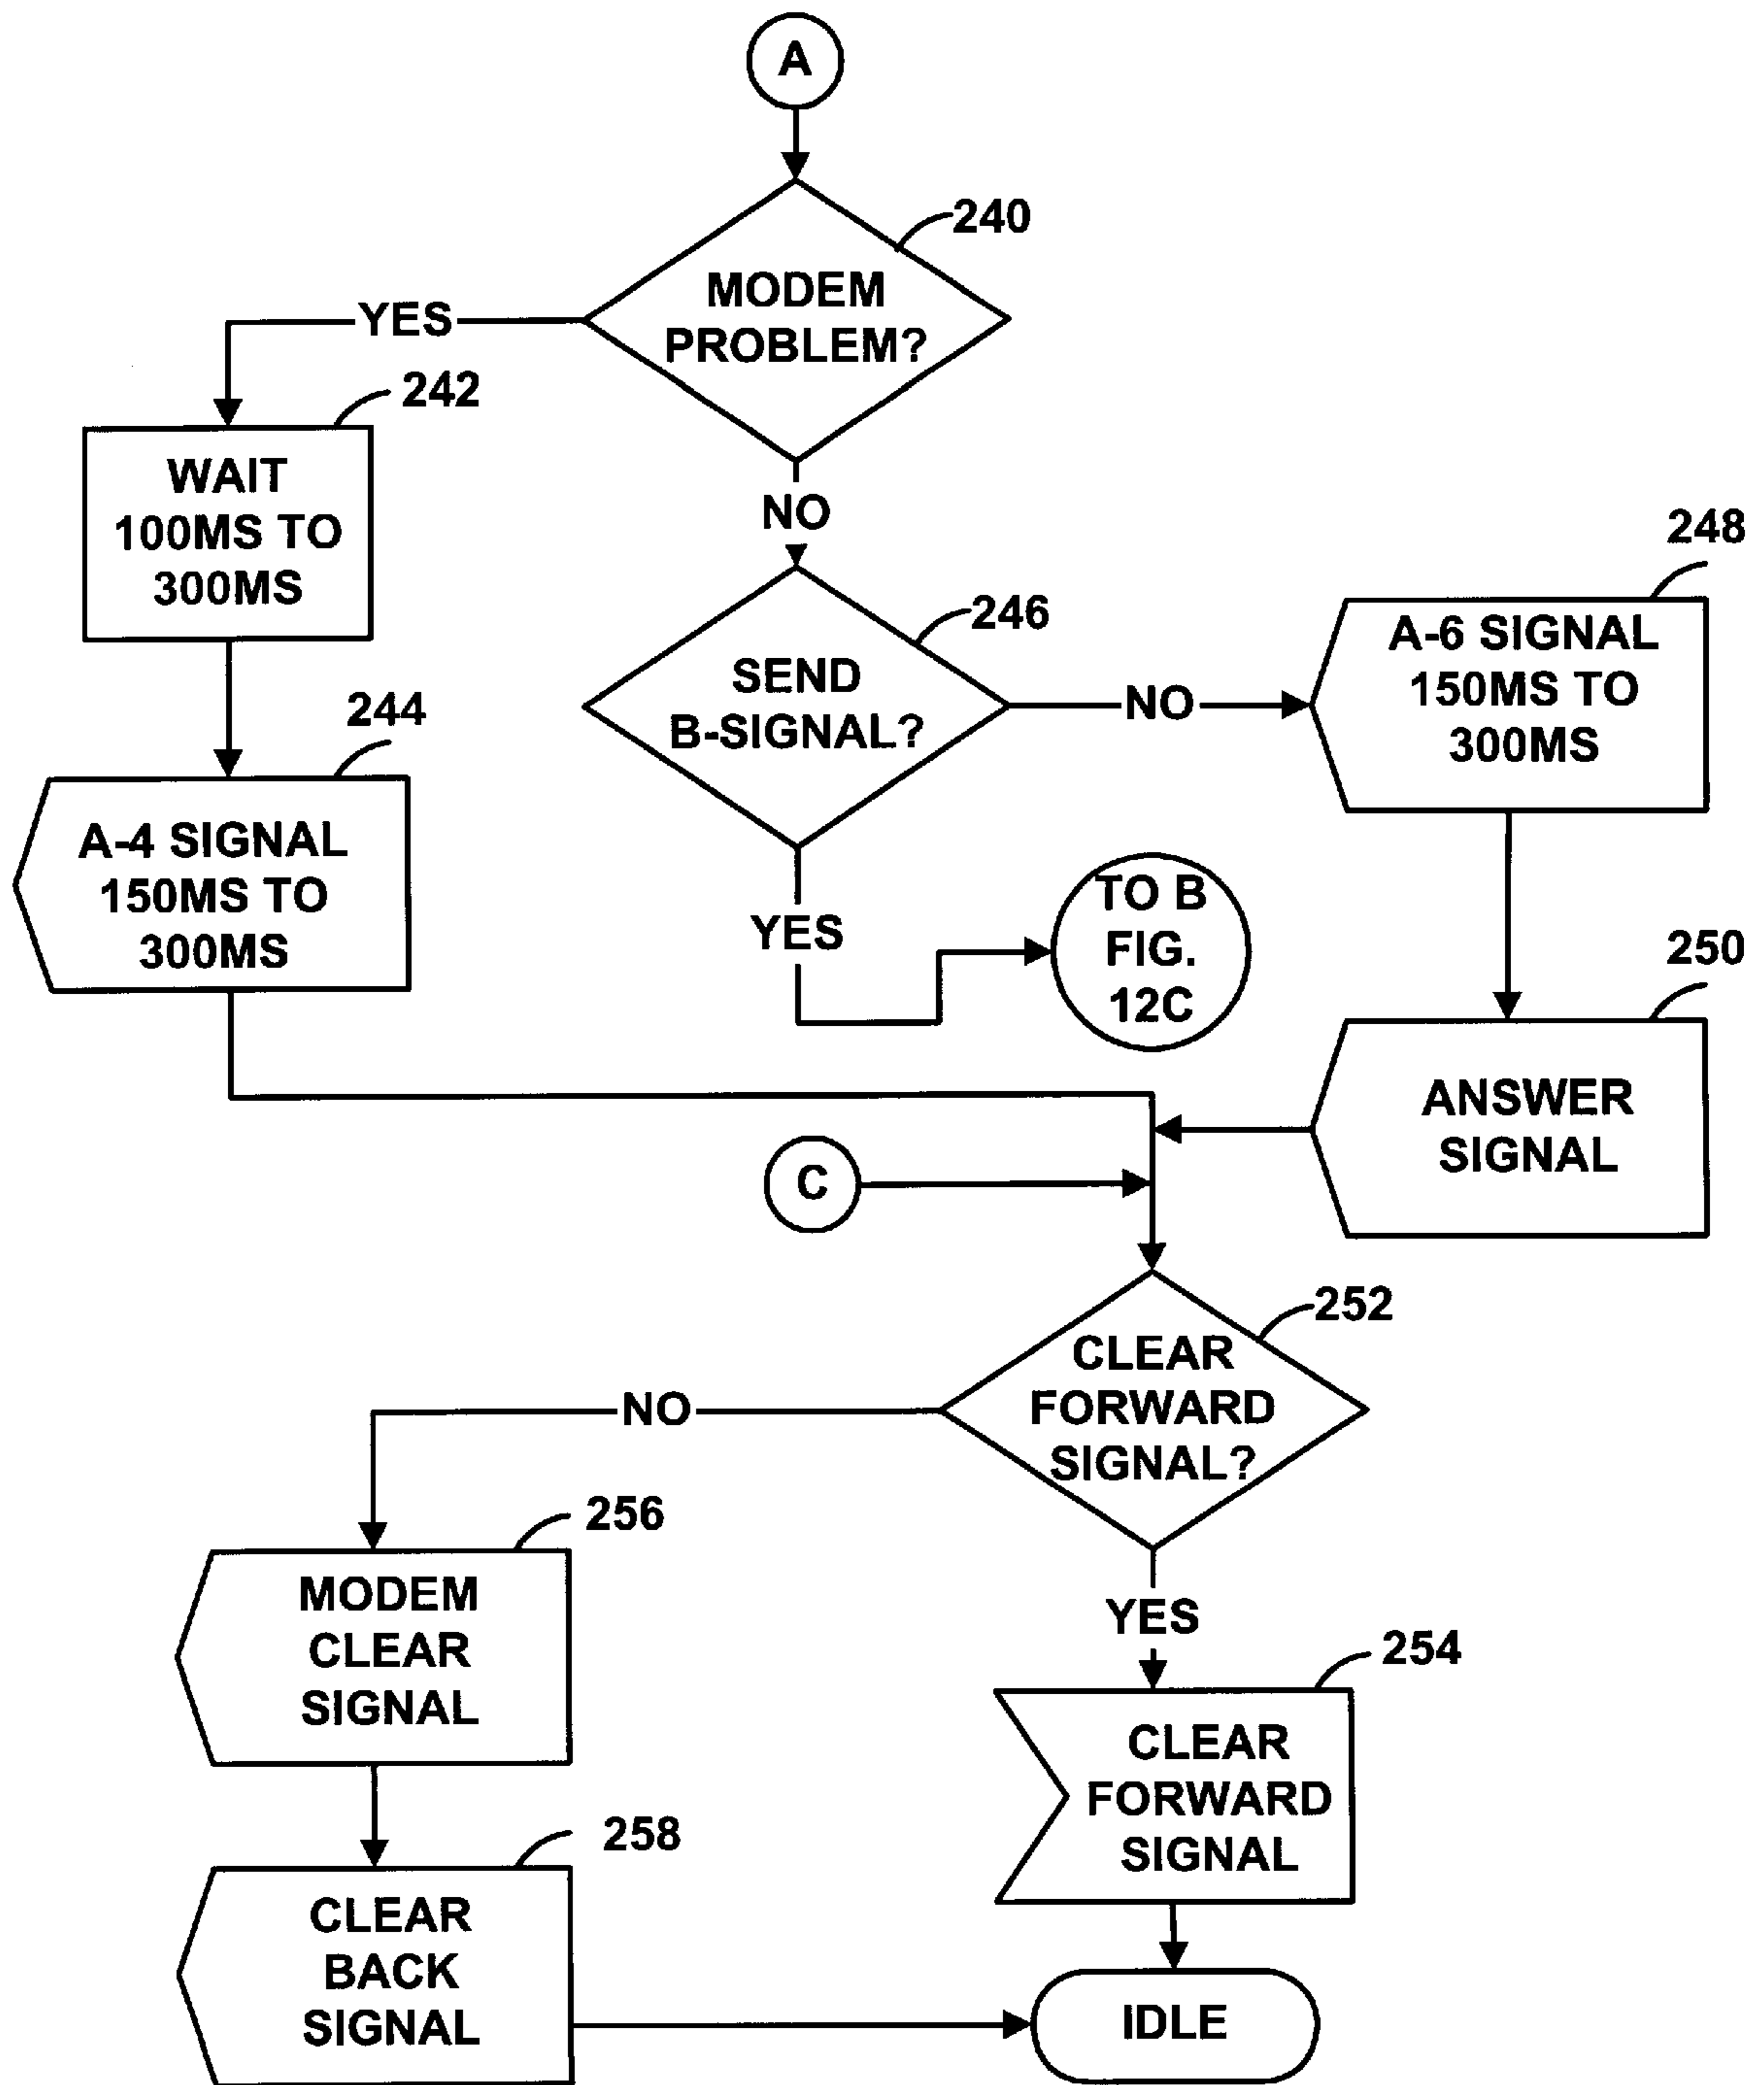 A
240
MODEM
PROBLEM?
YES
242
WAIT
100MS TO
300MS
NO
248
A-6 SIGNAL
150MS TO
300MS
246
SEND
B-SIGNAL?
NO
244
A-4 SIGNAL
150MS TO
300MS
YES
TO B
FIG.
12C
250
ANSWER
SIGNAL
C
252
CLEAR
FORWARD
SIGNAL?
NO
256
MODEM
CLEAR
SIGNAL
YES
254
CLEAR
FORWARD
SIGNAL
258
CLEAR
BACK
SIGNAL
IDLE